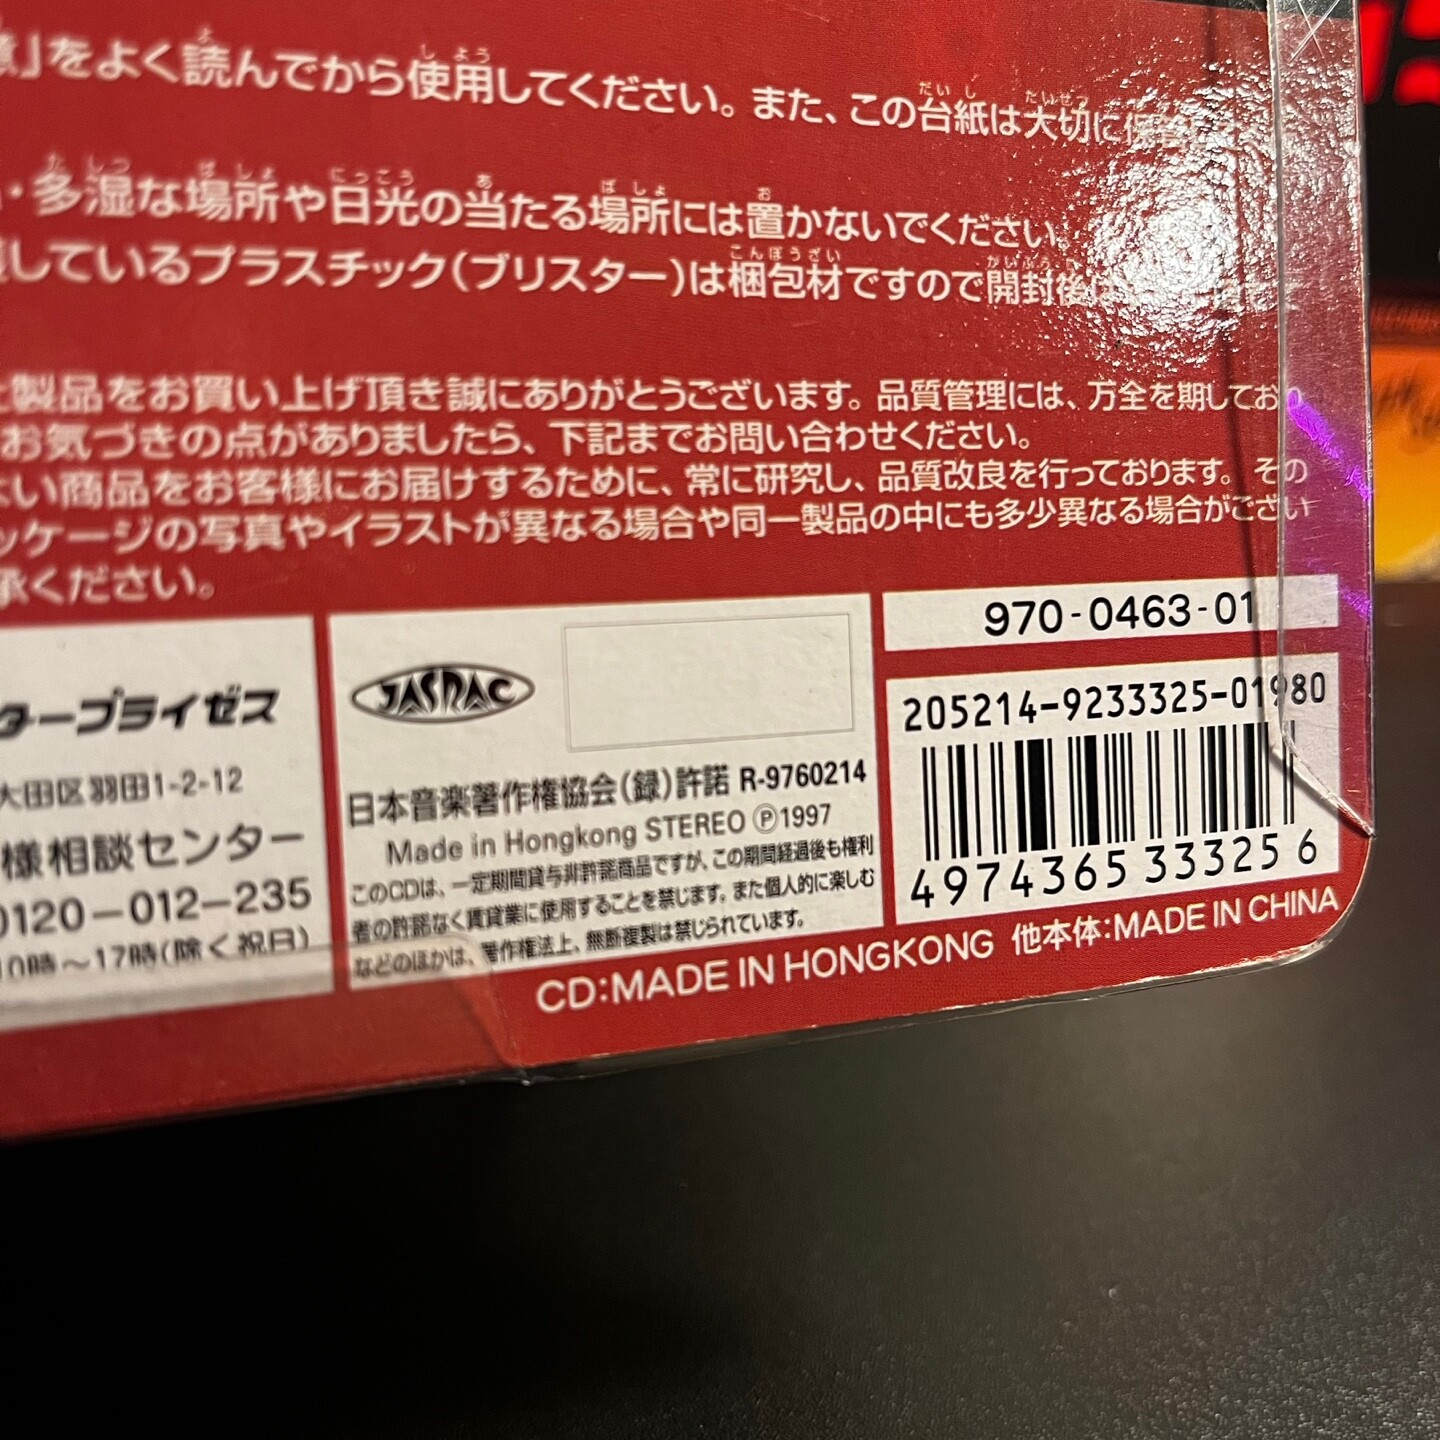 」をよく読んでから使用してください。また、この台紙は大切に
・多湿な場所や日光の当たる場所には置かないでください。
しているプラスチック(ブリスター)は梱包材ですので開封後は
製品をお買い上げ頂き誠にありがとうございます。品質管理には、万全を期しており
お気づきの点がありましたら、下記までお問い合わせください。
い商品をお客様にお届けするために、常に研究し、品質改良を行っております。その
ッケージの写真やイラストが異なる場合や同一製品の中にも多少異なる場合がござい
承ください。
タープライゼス
大田区羽田1-2-12
様相談センター
0120-012-235
10時〜17時(除く祝日)
JASRAC
日本音楽著作権協会(録)許諾 R-9760214
Made in Hongkong STEREO Ⓟ1997
このCDは、一定期間貸与非許諾商品ですが、この期間経過後も権利
者の許諾なく賃貸業に使用することを禁じます。また個人的に楽しむ
などのほかは、著作権法上、無断複製は禁じられています。
970-0463-01
205214-9233325-01980
4974365333256
CD:MADE IN HONGKONG 他本体:MADE IN CHINA